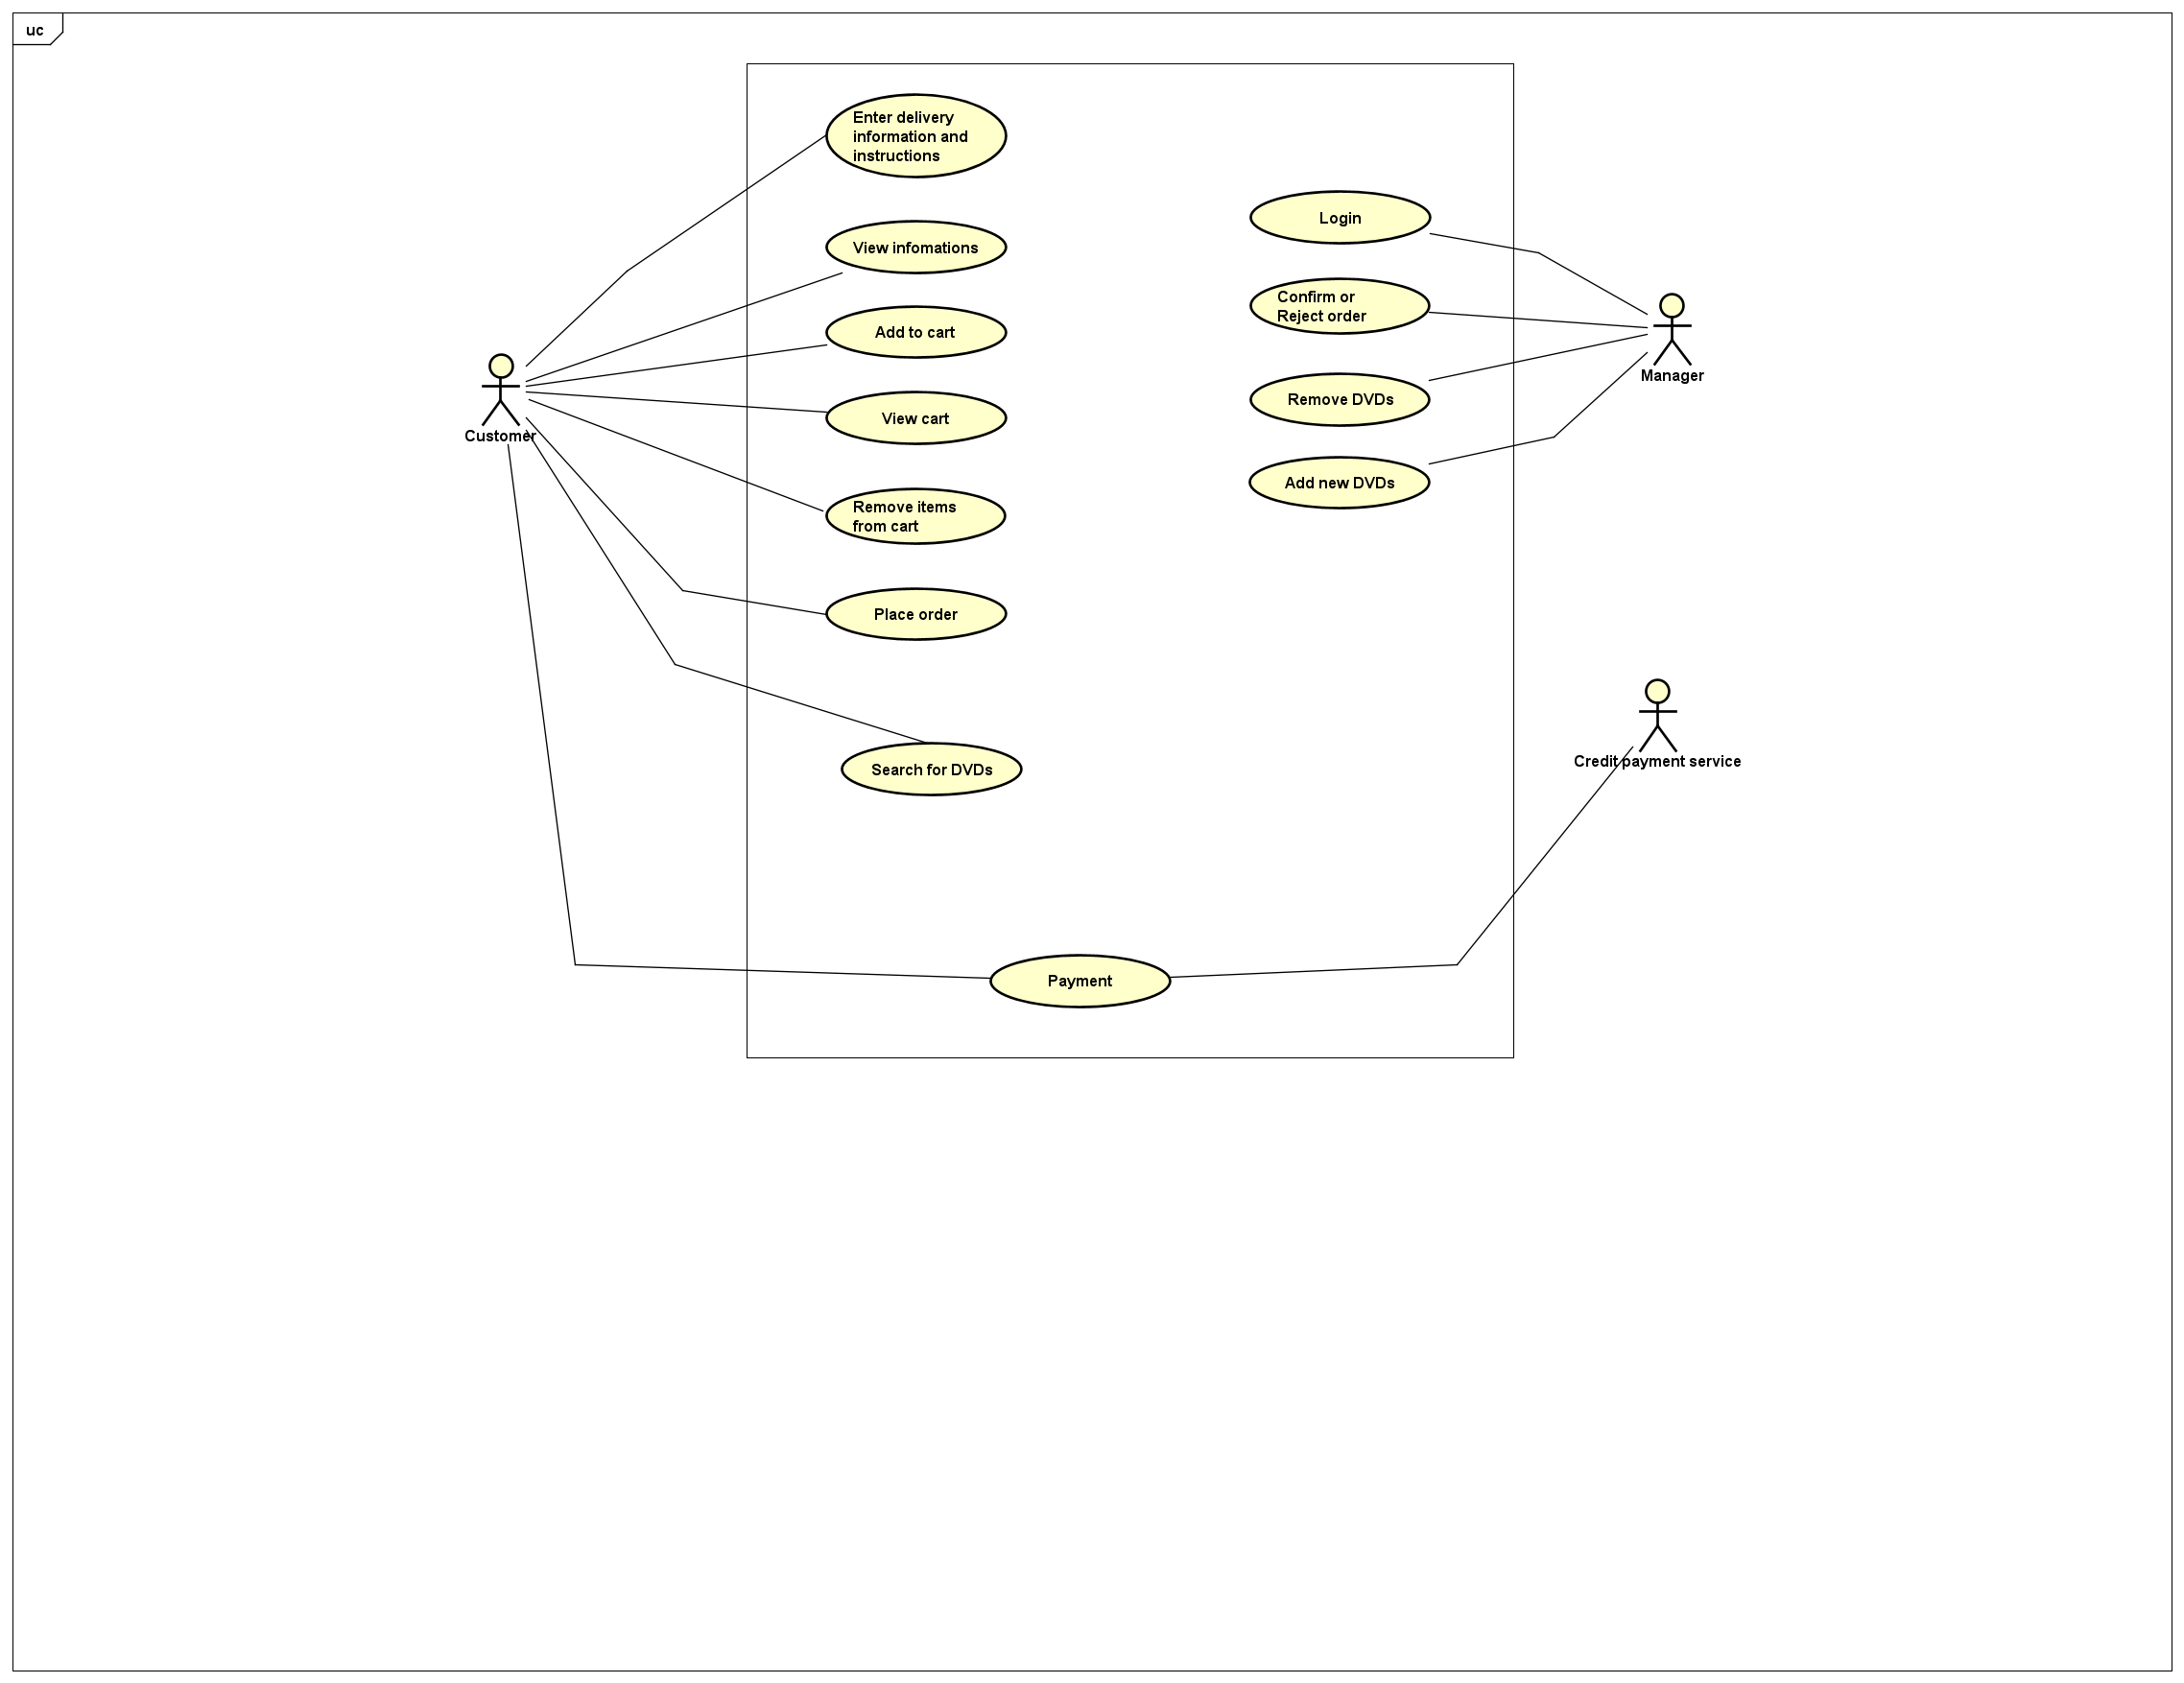 uc
Enter delivery
information and
instructions
View infomations
Add to cart
View cart
Remove items
from cart
Place order
Search for DVDs
Payment
Login
Confirm or
Reject order
Remove DVDs
Add new DVDs
Customer
Manager
Credit payment service